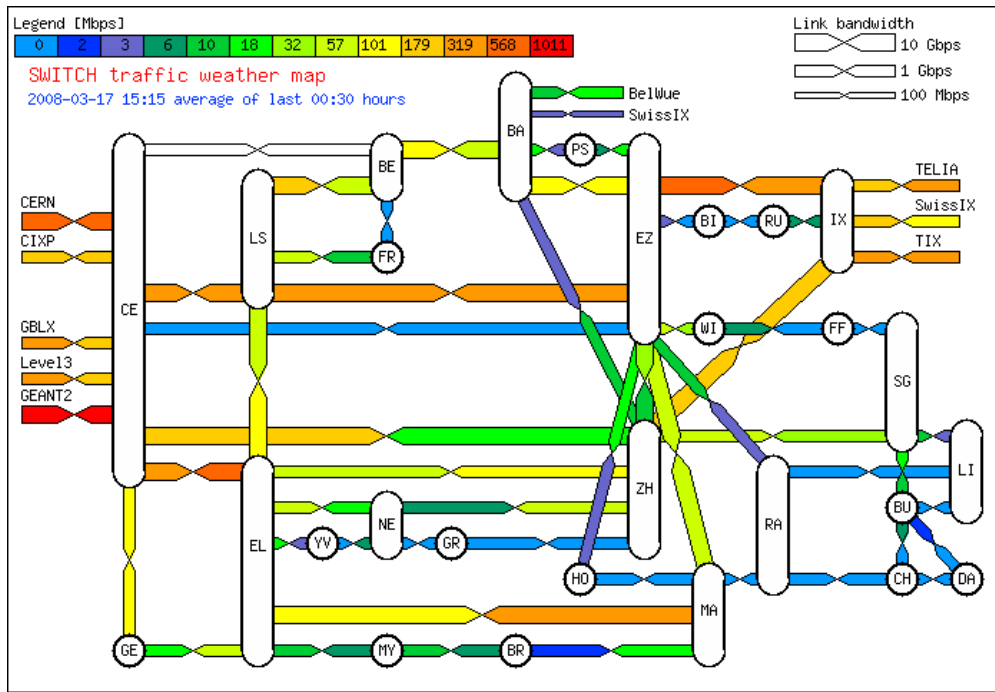 Legend [Mbps]
0 2 3 6 10 18 32 57 101 179 319 568 1011
Link bandwidth
10 Gbps
1 Gbps
100 Mbps
SWITCH traffic weather map
2008-03-17 15:15 average of last 00:30 hours
BelWue
SwissIX
BA
PS
BE
TELIA
CERN
SwissIX
LS
EZ
BI
RU
IX
CIXP
TIX
FR
CE
GBLX
WI
FF
Level3
SG
GEANT2
LI
ZH
EL
NE
RA
BU
YV
GR
HO
CH
DA
MA
GE
MY
BR